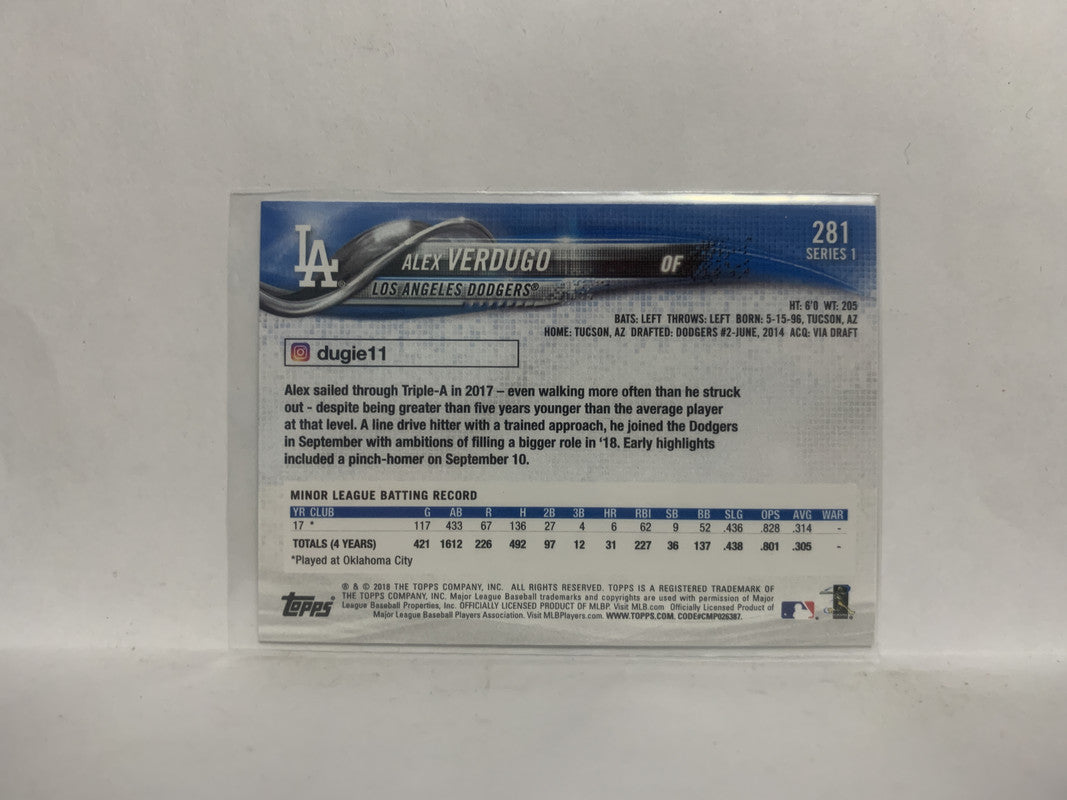 LA
281
SERIES 1
ALEX VERDUGO OF
LOS ANGELES DODGERS®
HT: 6'0 WT: 205
BATS: LEFT THROWS: LEFT BORN: 5-15-96, TUCSON, AZ
HOME: TUCSON, AZ DRAFTED: DODGERS #2-JUNE, 2014 ACQ: VIA DRAFT
dugie11
Alex sailed through Triple-A in 2017 – even walking more often than he struck
out - despite being greater than five years younger than the average player
at that level. A line drive hitter with a trained approach, he joined the Dodgers
in September with ambitions of filling a bigger role in ‘18. Early highlights
included a pinch-homer on September 10.
MINOR LEAGUE BATTING RECORD
YR CLUB G AB R H 2B 3B HR RBI SB BB SLG OPS AVG WAR
17 * 117 433 67 136 27 4 6 62 9 52 .436 .828 .314 -
TOTALS (4 YEARS) 421 1612 226 492 97 12 31 227 36 137 .438 .801 .305 -
*Played at Oklahoma City
® & © 2018 THE TOPPS COMPANY, INC. ALL RIGHTS RESERVED. TOPPS IS A REGISTERED TRADEMARK OF
THE TOPPS COMPANY, INC. Major League Baseball trademarks and copyrights are used with permission of Major
League Baseball Properties, Inc. OFFICIALLY LICENSED PRODUCT OF MLBP. Visit MLB.com Officially Licensed Product of
Major League Baseball Players Association. Visit MLBPlayers.com. WWW.TOPPS.COM. CODE#CMP026387.
topps